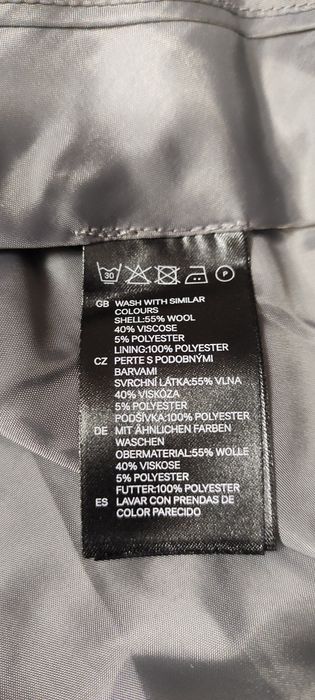 30
P
GB WASH WITH SIMILAR
COLOURS
SHELL:55% WOOL
40% VISCOSE
5% POLYESTER
LINING:100% POLYESTER
CZ PERTE S PODOBNÝMI
BARVAMI
SVRCHNÍ LÁTKA:55% VLNA
40% VISKÓZA
5% POLYESTER
PODŠÍVKA:100% POLYESTER
DE MIT ÄHNLICHEN FARBEN
WASCHEN
OBERMATERIAL:55% WOLLE
40% VISKOSE
5% POLYESTER
FUTTER:100% POLYESTER
ES LAVAR CON PRENDAS DE
COLOR PARECIDO